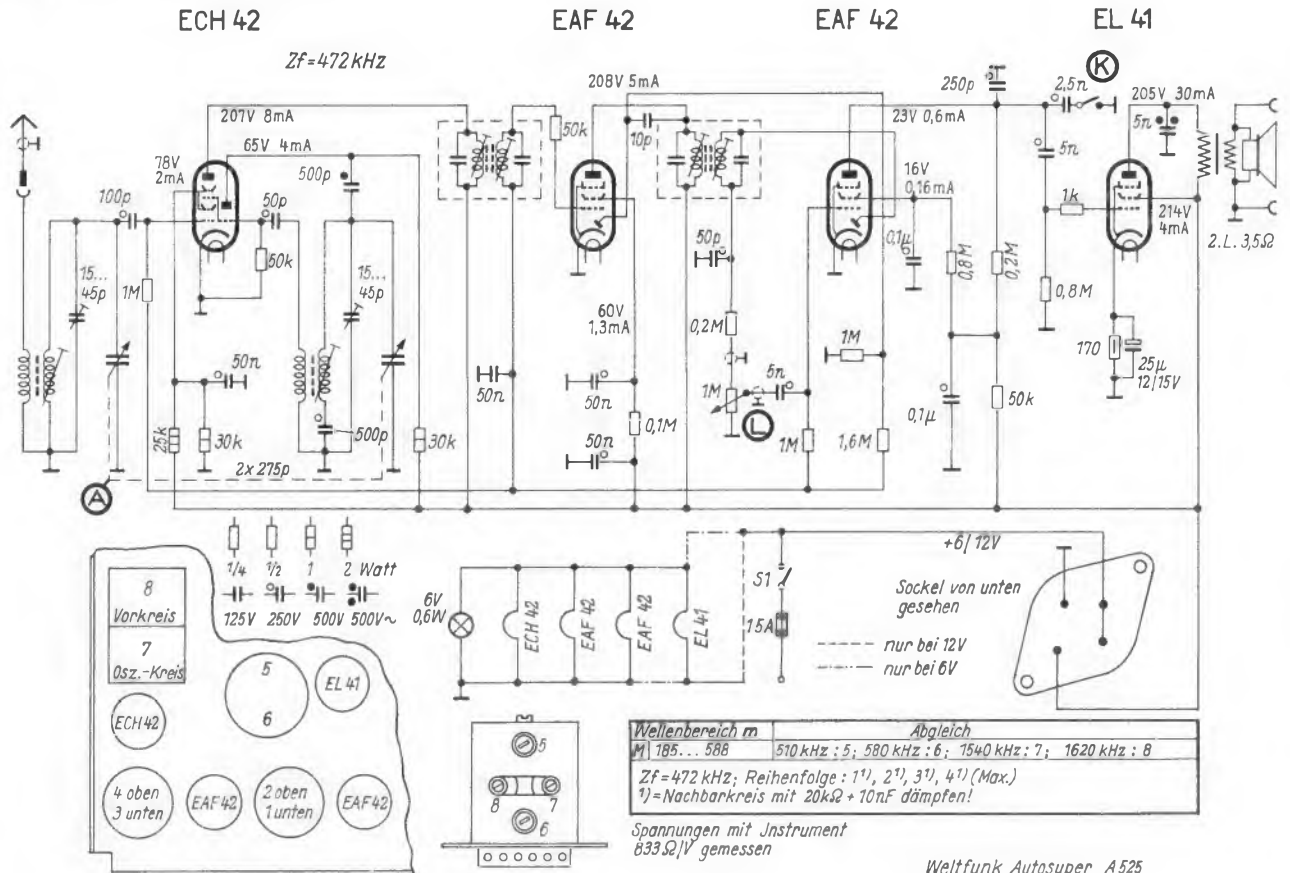 ECH 42 EAF 42 EAF 42 EL 41
Zf = 472 kHz
207V 8mA
65V 4mA
78V
2mA
100p
500p
50p
50k
15...
45p
1M
15...
45p
50n
25k
30k
500p
30k
2x 275p
A
208V 5mA
50k
10p
60V
1,3mA
50n
50n
50n
0,1M
50p
0,2M
1M
L
5n
1M
1M
1,6M
23V 0,6mA
16V
0,16mA
0,1µ
0,8M
0,2M
0,1µ
50k
250p
K
2,5n
5n
1k
0,8M
205V 30mA
5n
214V
4mA
170
25µ
12/15V
2.L. 3,5Ω
1/4 1/2 1 2 Watt
125V 250V 500V 500V~
8
Vorkreis
7
Osz.-Kreis
5
6
EL 41
ECH 42
4 oben
3 unten
EAF 42
2 oben
1 unten
EAF 42
6V
0,6W
ECH 42
EAF 42
EAF 42
EL 41
S1
15A
+6/12V
Sockel von unten
gesehen
nur bei 12V
nur bei 6V
5
8
7
6
Wellenbereich m Abgleich
M 185... 588 510 kHz : 5; 580 kHz : 6; 1540 kHz : 7; 1620 kHz : 8
Zf = 472 kHz; Reihenfolge : 1¹⁾, 2¹⁾, 3¹⁾, 4¹⁾ (Max.)
¹⁾ = Nachbarkreis mit 20kΩ + 10nF dämpfen!
Spannungen mit Jnstrument
833Ω/V gemessen
Weltfunk Autosuper A 525